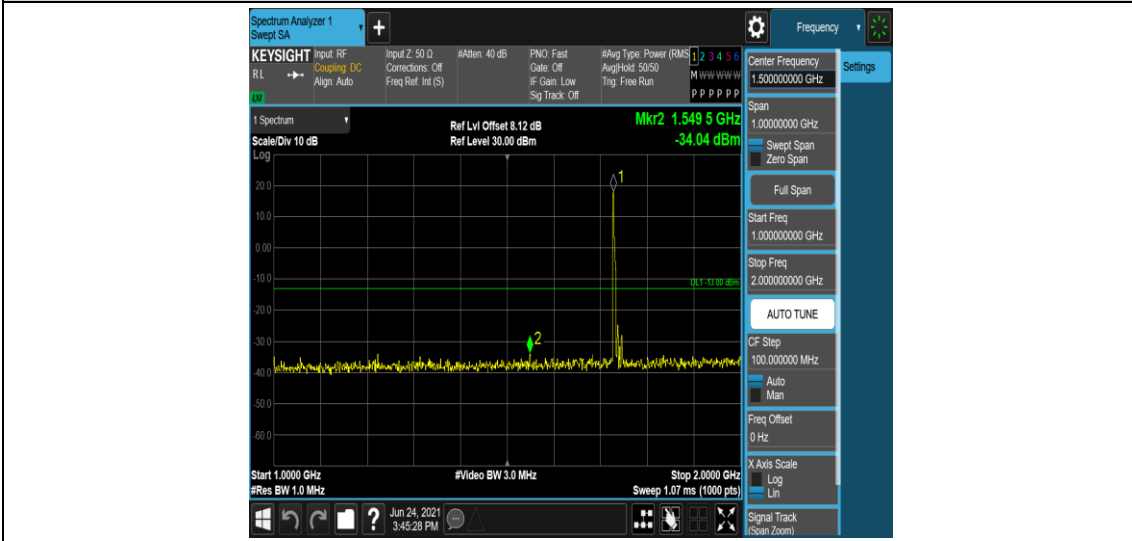 Spectrum Analyzer 1
Swept SA
+
Frequency
KEYSIGHT
RL
Input: RF
Coupling: DC
Align: Auto
Input Z: 50 Ω
Corrections: Off
Freq Ref: Int (S)
#Atten: 40 dB
PNO: Fast
Gate: Off
IF Gain: Low
Sig Track: Off
#Avg Type: Power (RMS
Avg|Hold: 50/50
Trig: Free Run
1 2 3 4 5 6
M W W W W W
P P P P P P
1 Spectrum
Scale/Div 10 dB
Log
Ref Lvl Offset 8.12 dB
Ref Level 30.00 dBm
Mkr2 1.549 5 GHz
-34.04 dBm
20.0
10.0
0.00
-10.0
-20.0
-30.0
-40.0
-50.0
-60.0
1
2
DL1 -13.00 dBm
Start 1.0000 GHz
#Res BW 1.0 MHz
#Video BW 3.0 MHz
Stop 2.0000 GHz
Sweep 1.07 ms (1000 pts)
?
Jun 24, 2021
3:45:28 PM
Center Frequency
1.500000000 GHz
Span
1.00000000 GHz
Swept Span
Zero Span
Full Span
Start Freq
1.000000000 GHz
Stop Freq
2.000000000 GHz
AUTO TUNE
CF Step
100.000000 MHz
Auto
Man
Freq Offset
0 Hz
X Axis Scale
Log
Lin
Signal Track
(Span Zoom)
Settings